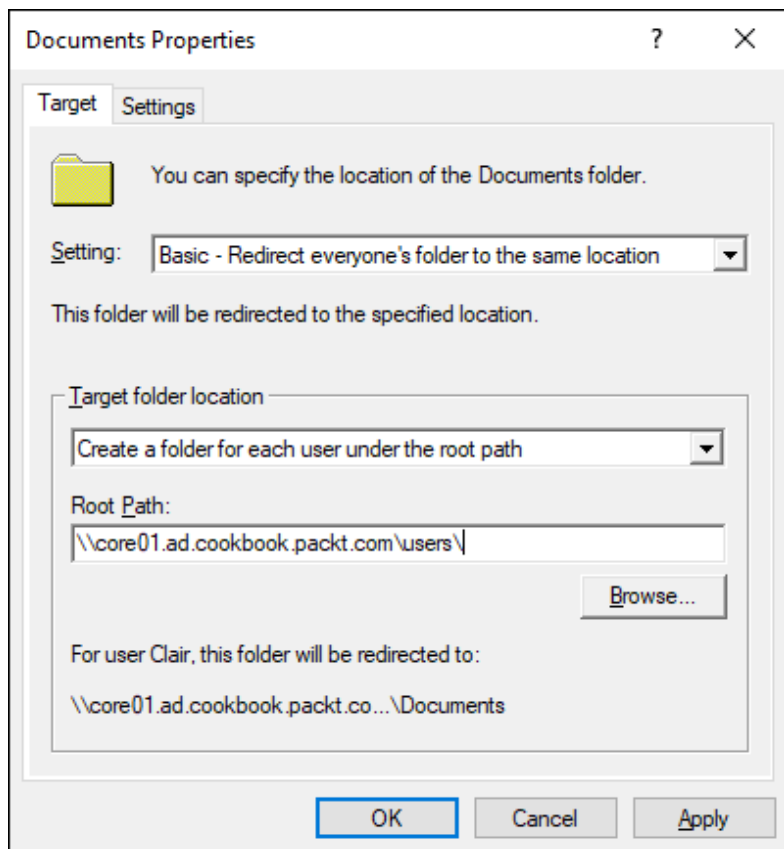 Documents Properties
?
Target
Settings
You can specify the location of the Documents folder.
Setting:
Basic - Redirect everyone's folder to the same location
This folder will be redirected to the specified location.
Target folder location
Create a folder for each user under the root path
Root Path:
\\core01.ad.cookbook.packt.com\users\
Browse...
For user Clair, this folder will be redirected to:
\\core01.ad.cookbook.packt.co...\Documents
OK
Cancel
Apply